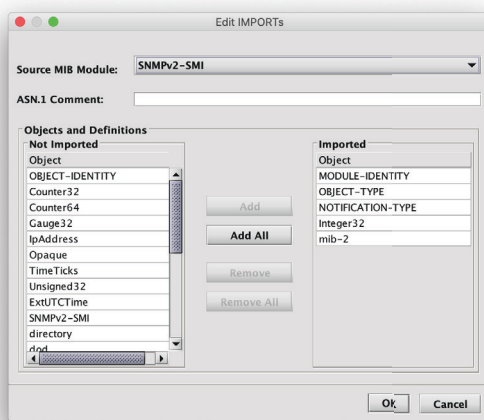 Edit IMPORTs
Source MIB Module:
SNMPv2-SMI
ASN.1 Comment:
Objects and Definitions
Not Imported
Object
OBJECT-IDENTITY
Counter32
Counter64
Gauge32
IpAddress
Opaque
TimeTicks
Unsigned32
ExtUTCTime
SNMPv2-SMI
directory
dod
Add
Add All
Remove
Remove All
Imported
Object
MODULE-IDENTITY
OBJECT-TYPE
NOTIFICATION-TYPE
Integer32
mib-2
Ok
Cancel